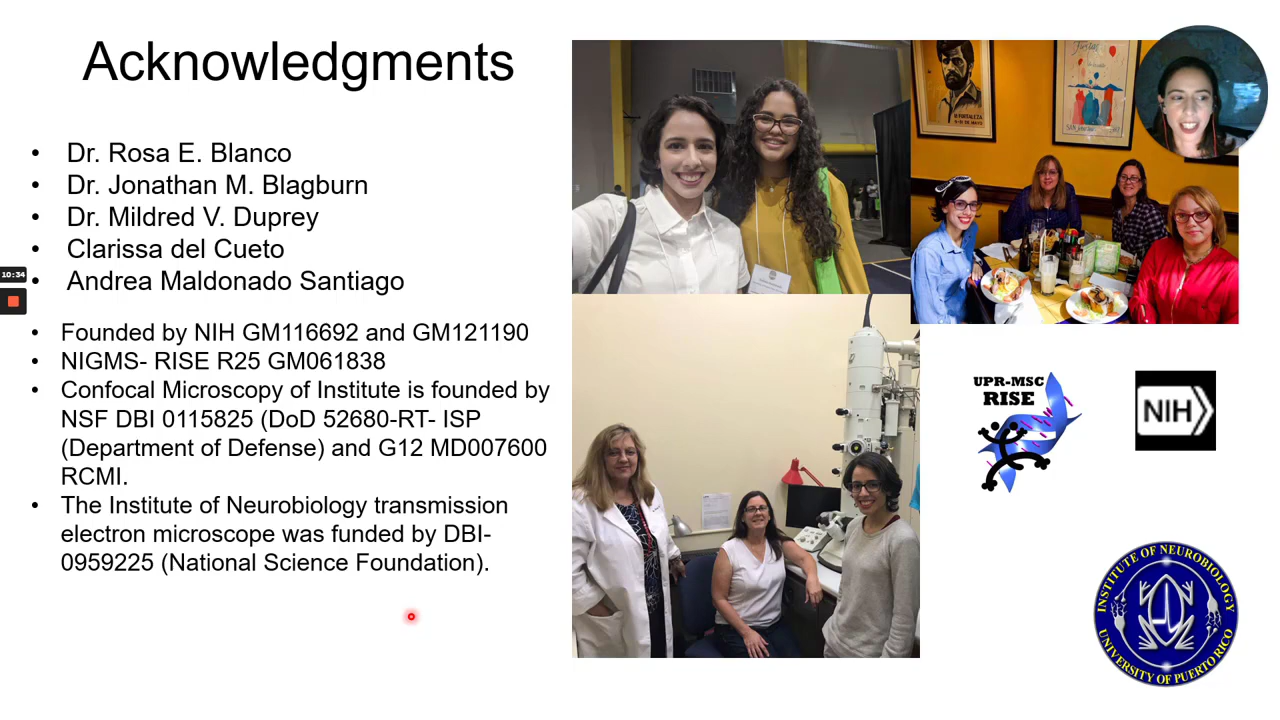 Acknowledgments
• Dr. Rosa E. Blanco
• Dr. Jonathan M. Blagburn
• Dr. Mildred V. Duprey
• Clarissa del Cueto
• Andrea Maldonado Santiago
10:34
• Founded by NIH GM116692 and GM121190
• NIGMS- RISE R25 GM061838
• Confocal Microscopy of Institute is founded by
NSF DBI 0115825 (DoD 52680-RT- ISP
(Department of Defense) and G12 MD007600
RCMI.
• The Institute of Neurobiology transmission
electron microscope was funded by DBI-
0959225 (National Science Foundation).
UPR-MSC
RISE
NIH
INSTITUTE OF NEUROBIOLOGY
UNIVERSITY OF PUERTO RICO